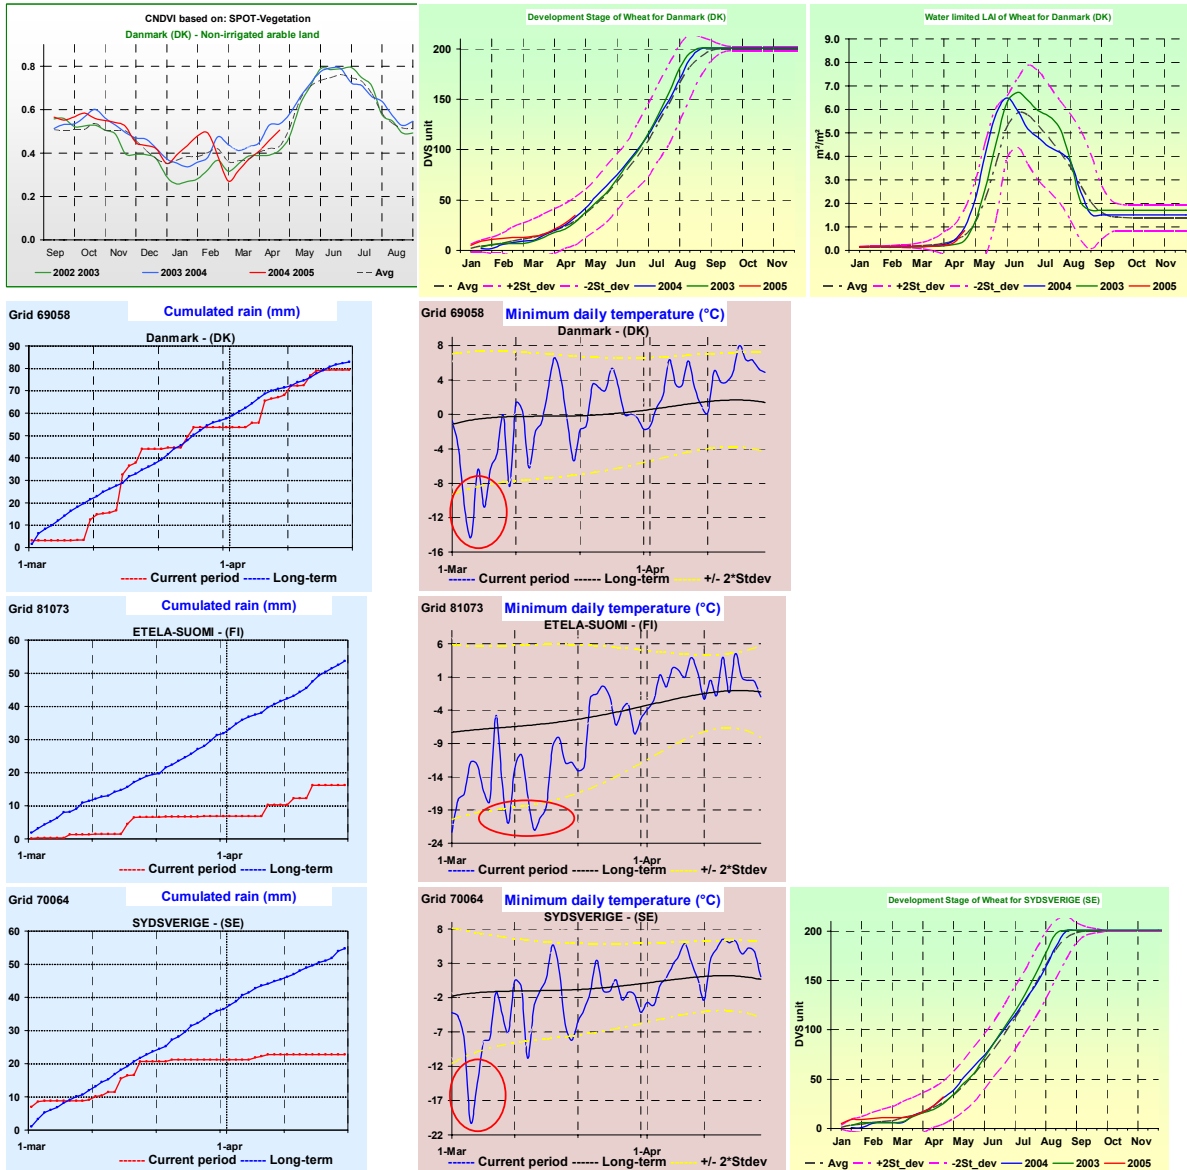 CNDVI based on: SPOT-Vegetation
Danmark (DK) - Non-irrigated arable land
0.8
0.6
0.4
0.2
0.0
Sep Oct Nov Dec Jan Feb Mar Apr May Jun Jul Aug
2002 2003 2003 2004 2004 2005 Avg
Development Stage of Wheat for Danmark (DK)
DVS unit
200
150
100
50
0
Jan Feb Mar Apr May Jun Jul Aug Sep Oct Nov
Avg +2St_dev -2St_dev 2004 2003 2005
Water limited LAI of Wheat for Danmark (DK)
m²/m²
9.0
8.0
7.0
6.0
5.0
4.0
3.0
2.0
1.0
0.0
Jan Feb Mar Apr May Jun Jul Aug Sep Oct Nov
Avg +2St_dev -2St_dev 2004 2003 2005
Grid 69058 Cumulated rain (mm)
Danmark - (DK)
90
80
70
60
50
40
30
20
10
0
1-mar 1-apr
Current period Long-term
Grid 69058 Minimum daily temperature (°C)
Danmark - (DK)
8
4
0
-4
-8
-12
-16
1-Mar 1-Apr
Current period Long-term +/- 2*Stdev
Grid 81073 Cumulated rain (mm)
ETELA-SUOMI - (FI)
60
50
40
30
20
10
0
1-mar 1-apr
Current period Long-term
Grid 81073 Minimum daily temperature (°C)
ETELA-SUOMI - (FI)
6
1
-4
-9
-14
-19
-24
1-Mar 1-Apr
Current period Long-term +/- 2*Stdev
Grid 70064 Cumulated rain (mm)
SYDSVERIGE - (SE)
60
50
40
30
20
10
0
1-mar 1-apr
Current period Long-term
Grid 70064 Minimum daily temperature (°C)
SYDSVERIGE - (SE)
8
3
-2
-7
-12
-17
-22
1-Mar 1-Apr
Current period Long-term +/- 2*Stdev
Development Stage of Wheat for SYDSVERIGE (SE)
DVS unit
200
150
100
50
0
Jan Feb Mar Apr May Jun Jul Aug Sep Oct Nov
Avg +2St_dev -2St_dev 2004 2003 2005